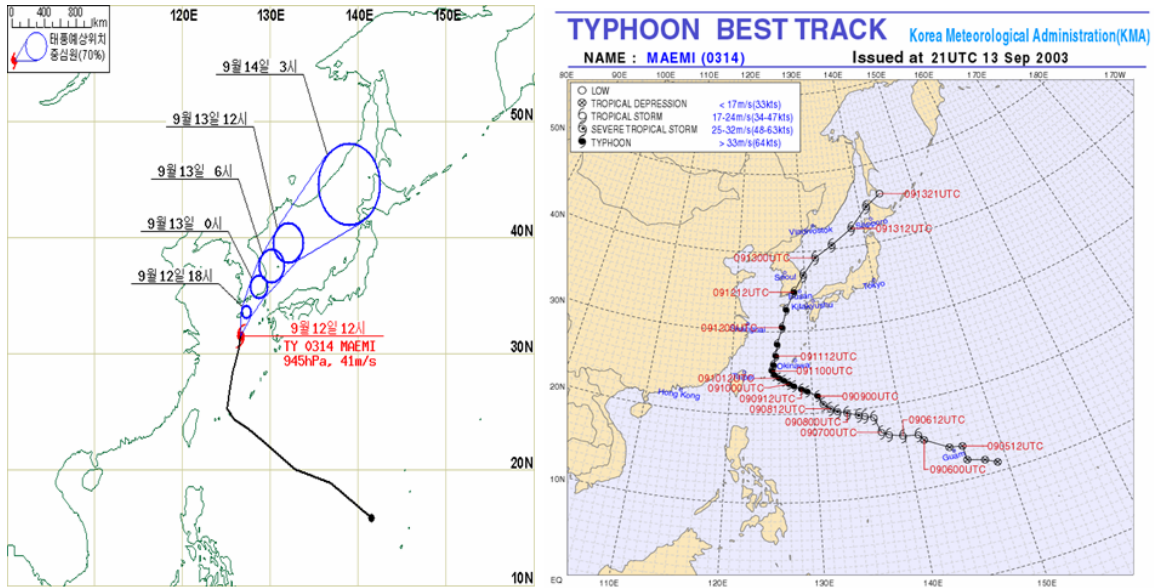 120E
130E
140E
150E
0 400 800 km
태풍예상위치
중심원(70%)
9월14일 3시
50N
9월13일 12시
9월13일 6시
9월13일 0시
40N
9월12일 18시
9월12일 12시
TY 0314 MAEMI
945hPa, 41m/s
30N
20N
10N
TYPHOON BEST TRACK
Korea Meteorological Administration(KMA)
NAME : MAEMI (0314)
Issued at 21UTC 13 Sep 2003
80E
90E
100E
110E
120E
130E
140E
150E
160E
170E
180E
170W
LOW
TROPICAL DEPRESSION < 17m/s(33kts)
TROPICAL STORM 17-24m/s(34-47kts)
SEVERE TROPICAL STORM 25-32m/s(48-63kts)
TYPHOON > 33m/s(64kts)
50N
091321UTC
40N
Vladivostok
Sapporo
091312UTC
091300UTC
Seoul
Tokyo
091212UTC
Busan
30N
Kitakyushu
091200UTC
Shanghai
091112UTC
Okinawa
091100UTC
091012UTC
091000UTC
20N
Hong Kong
090912UTC
090900UTC
090812UTC
090800UTC
090612UTC
090700UTC
090512UTC
Guam
090600UTC
10N
EQ
110E
120E
130E
140E
150E